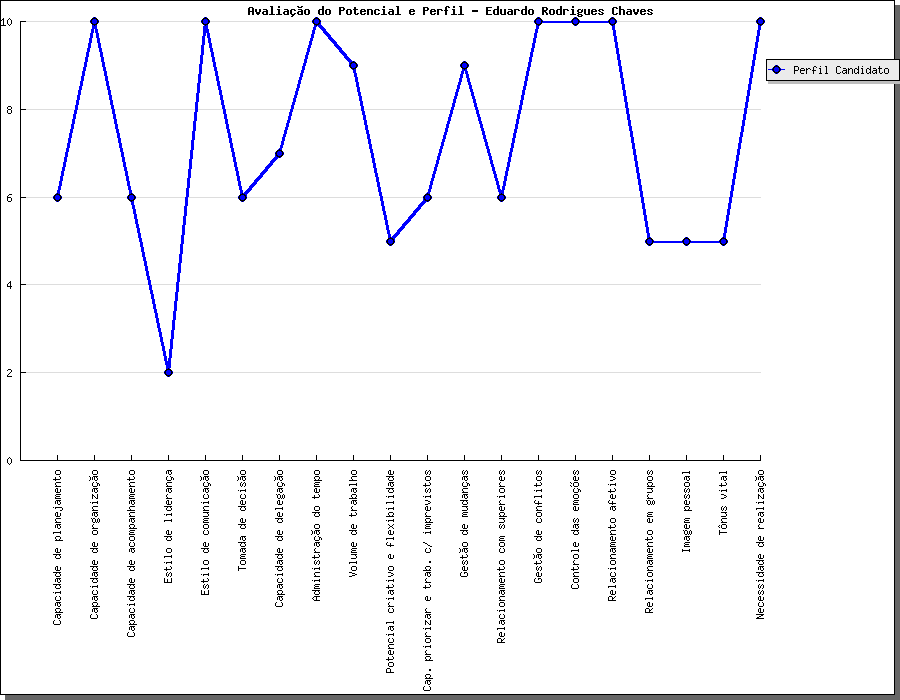 Avaliação do Potencial e Perfil - Eduardo Rodrigues Chaves
10
8
6
4
2
0
Perfil Candidato
Capacidade de planejamento
Capacidade de organização
Capacidade de acompanhamento
Estilo de liderança
Estilo de comunicação
Tomada de decisão
Capacidade de delegação
Administração do tempo
Volume de trabalho
Potencial criativo e flexibilidade
Cap. priorizar e trab. c/ imprevistos
Gestão de mudanças
Relacionamento com superiores
Gestão de conflitos
Controle das emoções
Relacionamento afetivo
Relacionamento em grupos
Imagem pessoal
Tônus vital
Necessidade de realização